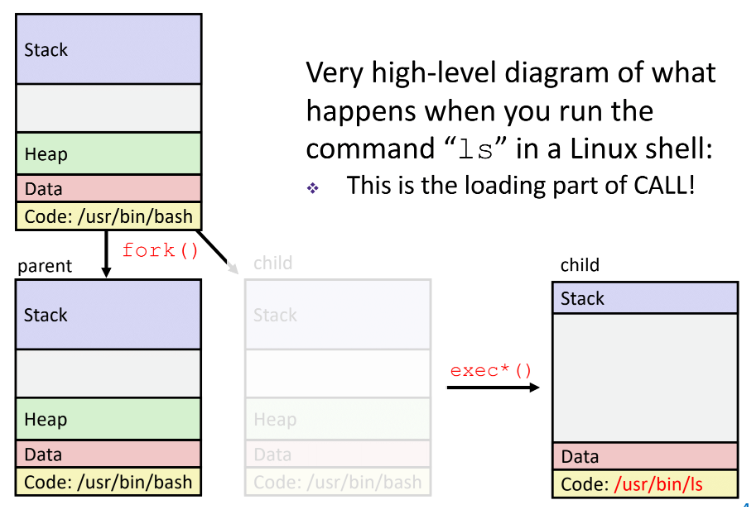 Stack
Heap
Data
Code: /usr/bin/bash
Very high-level diagram of what
happens when you run the
command “ls” in a Linux shell:
❖ This is the loading part of CALL!
fork()
parent
Stack
Heap
Data
Code: /usr/bin/bash
child
Stack
Heap
Data
Code: /usr/bin/bash
exec*()
child
Stack
Data
Code: /usr/bin/ls